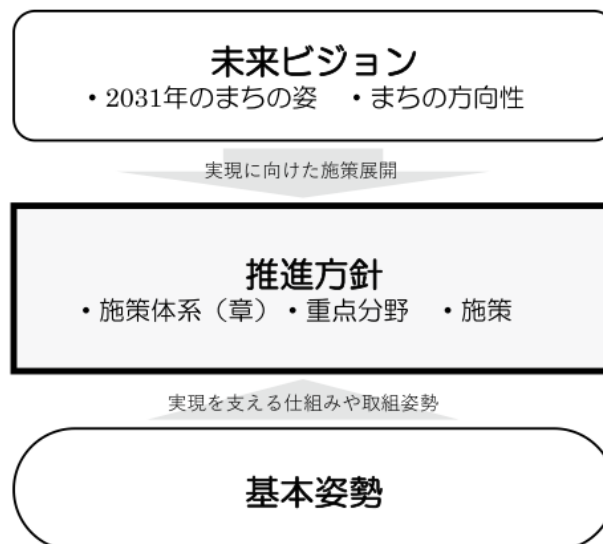 未来ビジョン
・2031年のまちの姿　・まちの方向性
実現に向けた施策展開
推進方針
・施策体系（章）・重点分野　・施策
実現を支える仕組みや取組姿勢
基本姿勢